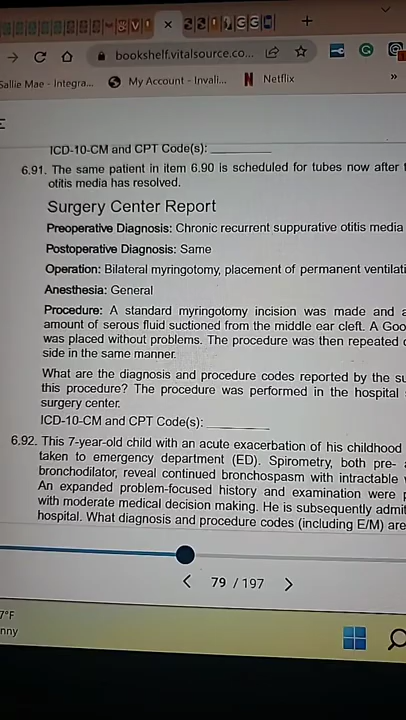 bookshelf.vitalsource.co...
Sallie Mae - Integra...
My Account - Invali...
Netflix
»
ICD-10-CM and CPT Code(s): ___________
6.91. The same patient in item 6.90 is scheduled for tubes now after
otitis media has resolved.
Surgery Center Report
Preoperative Diagnosis: Chronic recurrent suppurative otitis media
Postoperative Diagnosis: Same
Operation: Bilateral myringotomy, placement of permanent ventilati
Anesthesia: General
Procedure: A standard myringotomy incision was made and a
amount of serous fluid suctioned from the middle ear cleft. A Goo
was placed without problems. The procedure was then repeated
side in the same manner.
What are the diagnosis and procedure codes reported by the su
this procedure? The procedure was performed in the hospital
surgery center.
ICD-10-CM and CPT Code(s): ___________
6.92. This 7-year-old child with an acute exacerbation of his childhood
taken to emergency department (ED). Spirometry, both pre-
bronchodilator, reveal continued bronchospasm with intractable
An expanded problem-focused history and examination were p
with moderate medical decision making. He is subsequently admit
hospital. What diagnosis and procedure codes (including E/M) are
79 / 197
7°F
nny